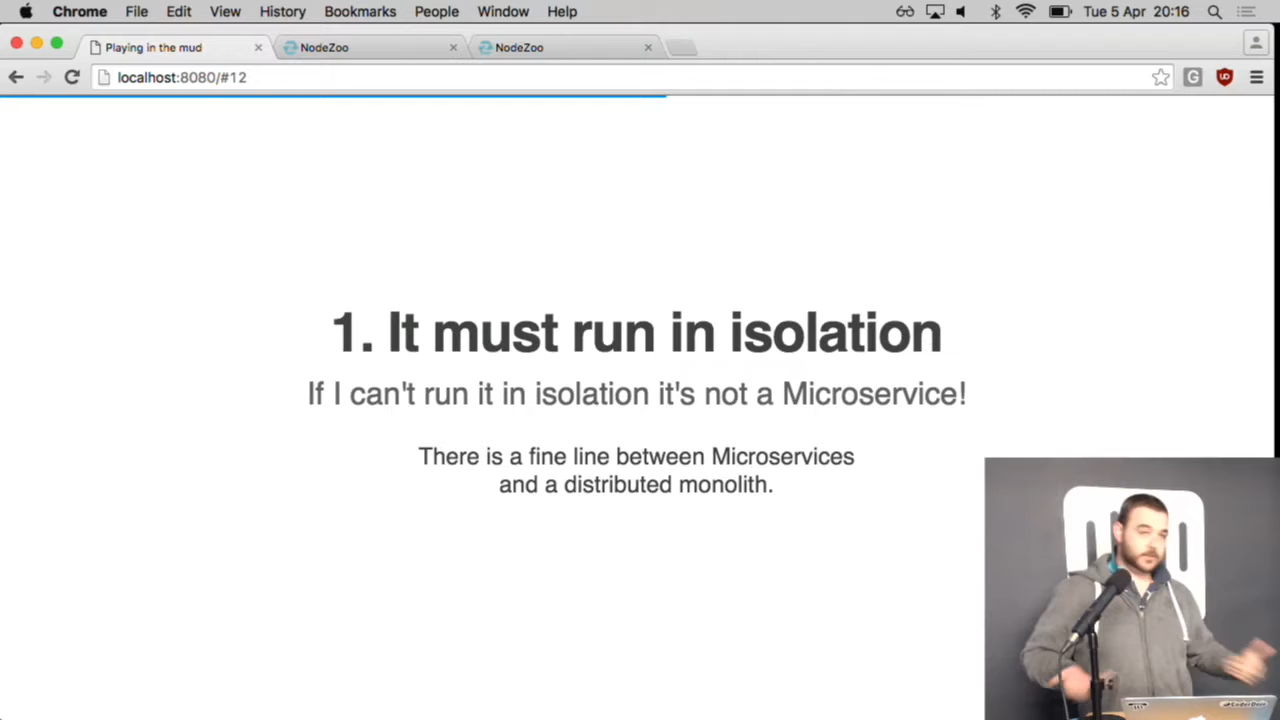 Chrome File Edit View History Bookmarks People Window Help Tue 5 Apr 20:16
Playing in the mud NodeZoo NodeZoo
localhost:8080/#12
1. It must run in isolation
If I can't run it in isolation it's not a Microservice!
There is a fine line between Microservices
and a distributed monolith.